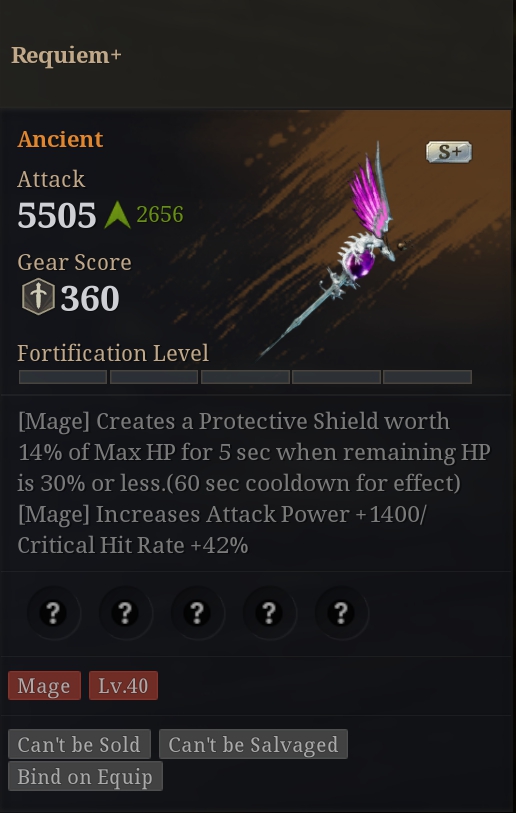 Requiem+
Ancient
S+
Attack
5505 2656
Gear Score
360
Fortification Level
[Mage] Creates a Protective Shield worth
14% of Max HP for 5 sec when remaining HP
is 30% or less.(60 sec cooldown for effect)
[Mage] Increases Attack Power +1400/
Critical Hit Rate +42%
? ? ? ? ?
Mage Lv.40
Can't be Sold Can't be Salvaged
Bind on Equip